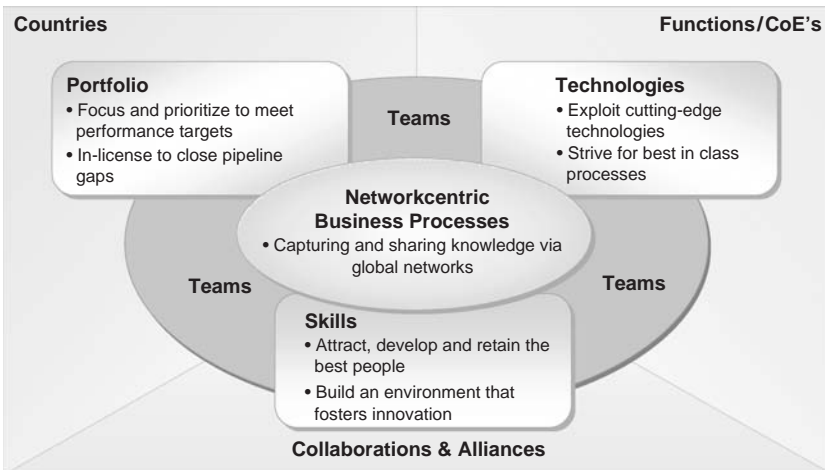 Countries
Functions/CoE's
Portfolio
• Focus and prioritize to meet
performance targets
• In-license to close pipeline
gaps
Teams
Technologies
• Exploit cutting-edge
technologies
• Strive for best in class
processes
Networkcentric
Business Processes
• Capturing and sharing knowledge via
global networks
Teams
Teams
Skills
• Attract, develop and retain the
best people
• Build an environment that
fosters innovation
Collaborations & Alliances